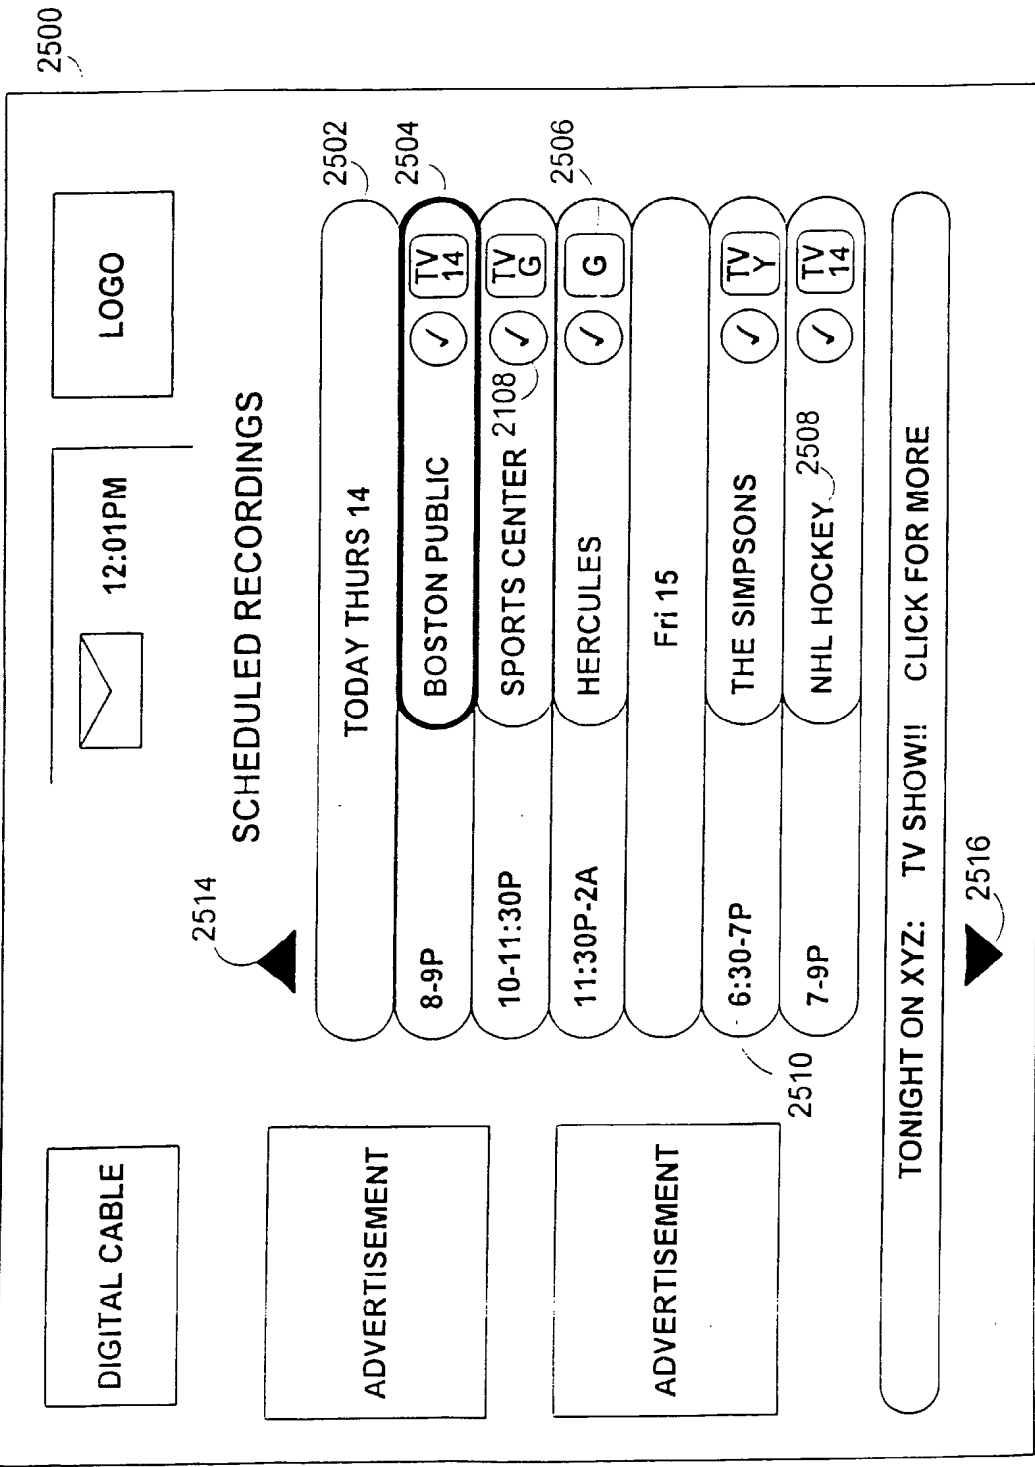 2500
DIGITAL CABLE
12:01PM
LOGO
2514
SCHEDULED RECORDINGS
ADVERTISEMENT
TODAY THURS 14
2502
8-9P BOSTON PUBLIC TV 14
2504
10-11:30P SPORTS CENTER 2108 TV G
11:30P-2A HERCULES G
2506
Fri 15
ADVERTISEMENT
6:30-7P THE SIMPSONS TV Y
2510
7-9P NHL HOCKEY 2508 TV 14
TONIGHT ON XYZ: TV SHOW!! CLICK FOR MORE
2516